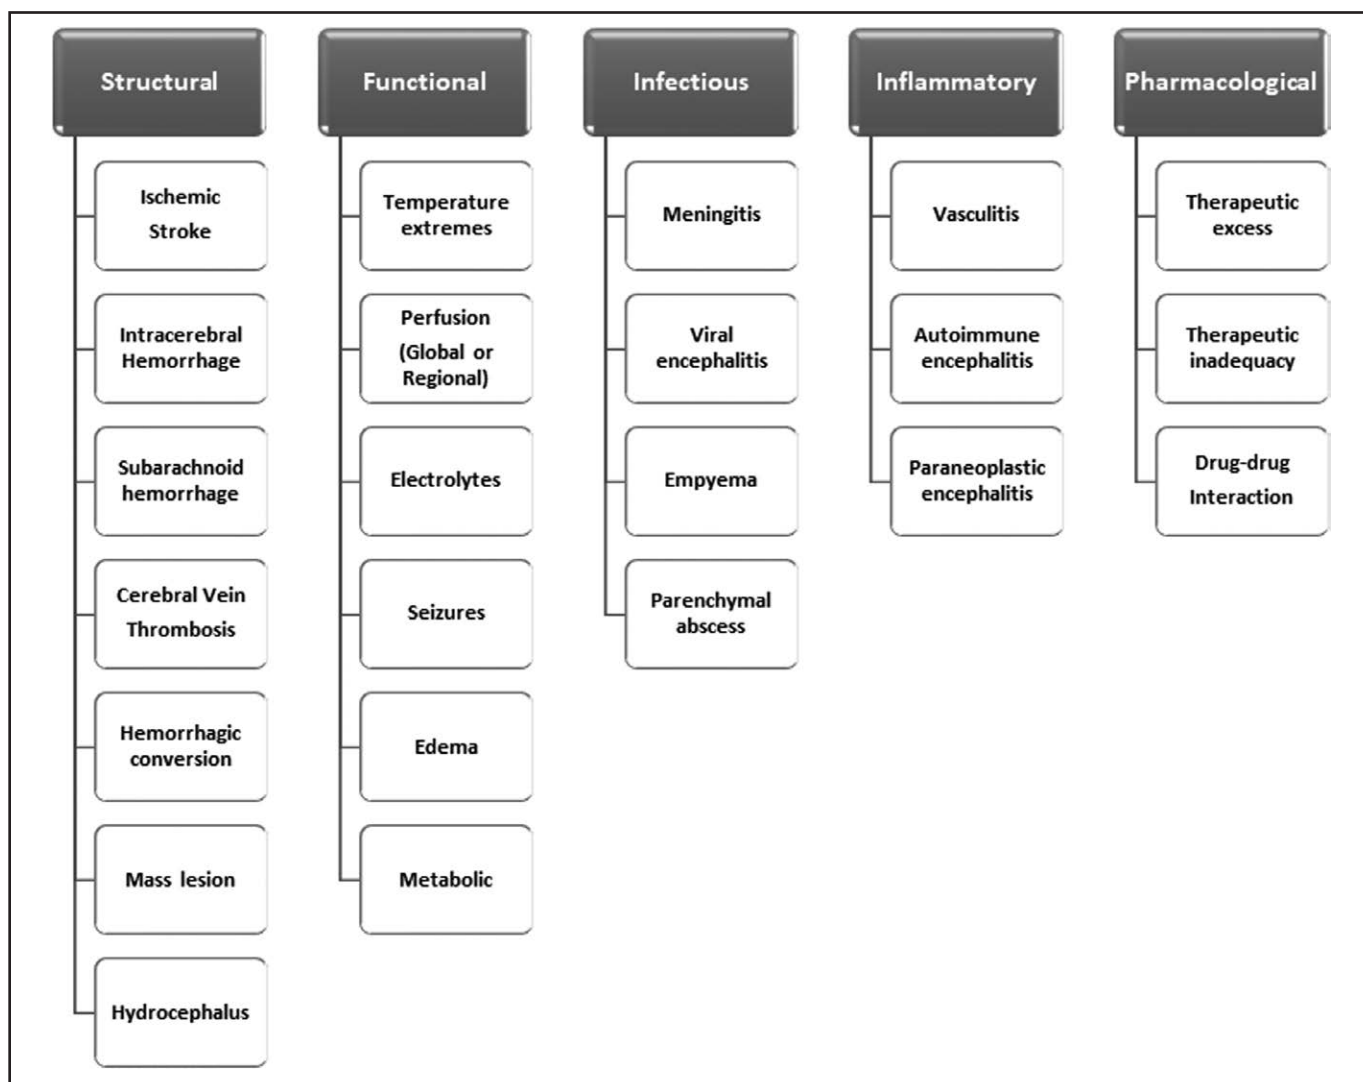 Structural
Ischemic
Stroke
Intracerebral
Hemorrhage
Subarachnoid
hemorrhage
Cerebral Vein
Thrombosis
Hemorrhagic
conversion
Mass lesion
Hydrocephalus
Functional
Temperature
extremes
Perfusion
(Global or
Regional)
Electrolytes
Seizures
Edema
Metabolic
Infectious
Meningitis
Viral
encephalitis
Empyema
Parenchymal
abscess
Inflammatory
Vasculitis
Autoimmune
encephalitis
Paraneoplastic
encephalitis
Pharmacological
Therapeutic
excess
Therapeutic
inadequacy
Drug-drug
Interaction